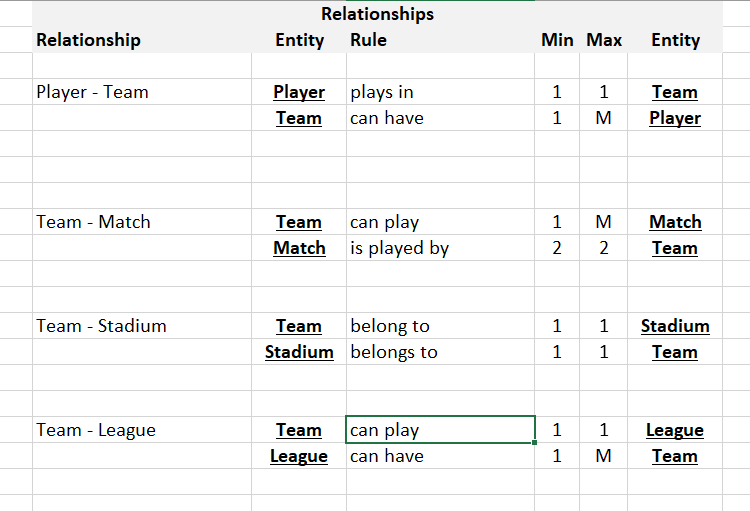 Relationships
Relationship Entity Rule Min Max Entity
Player - Team Player plays in 1 1 Team
Team can have 1 M Player
Team - Match Team can play 1 M Match
Match is played by 2 2 Team
Team - Stadium Team belong to 1 1 Stadium
Stadium belongs to 1 1 Team
Team - League Team can play 1 1 League
League can have 1 M Team